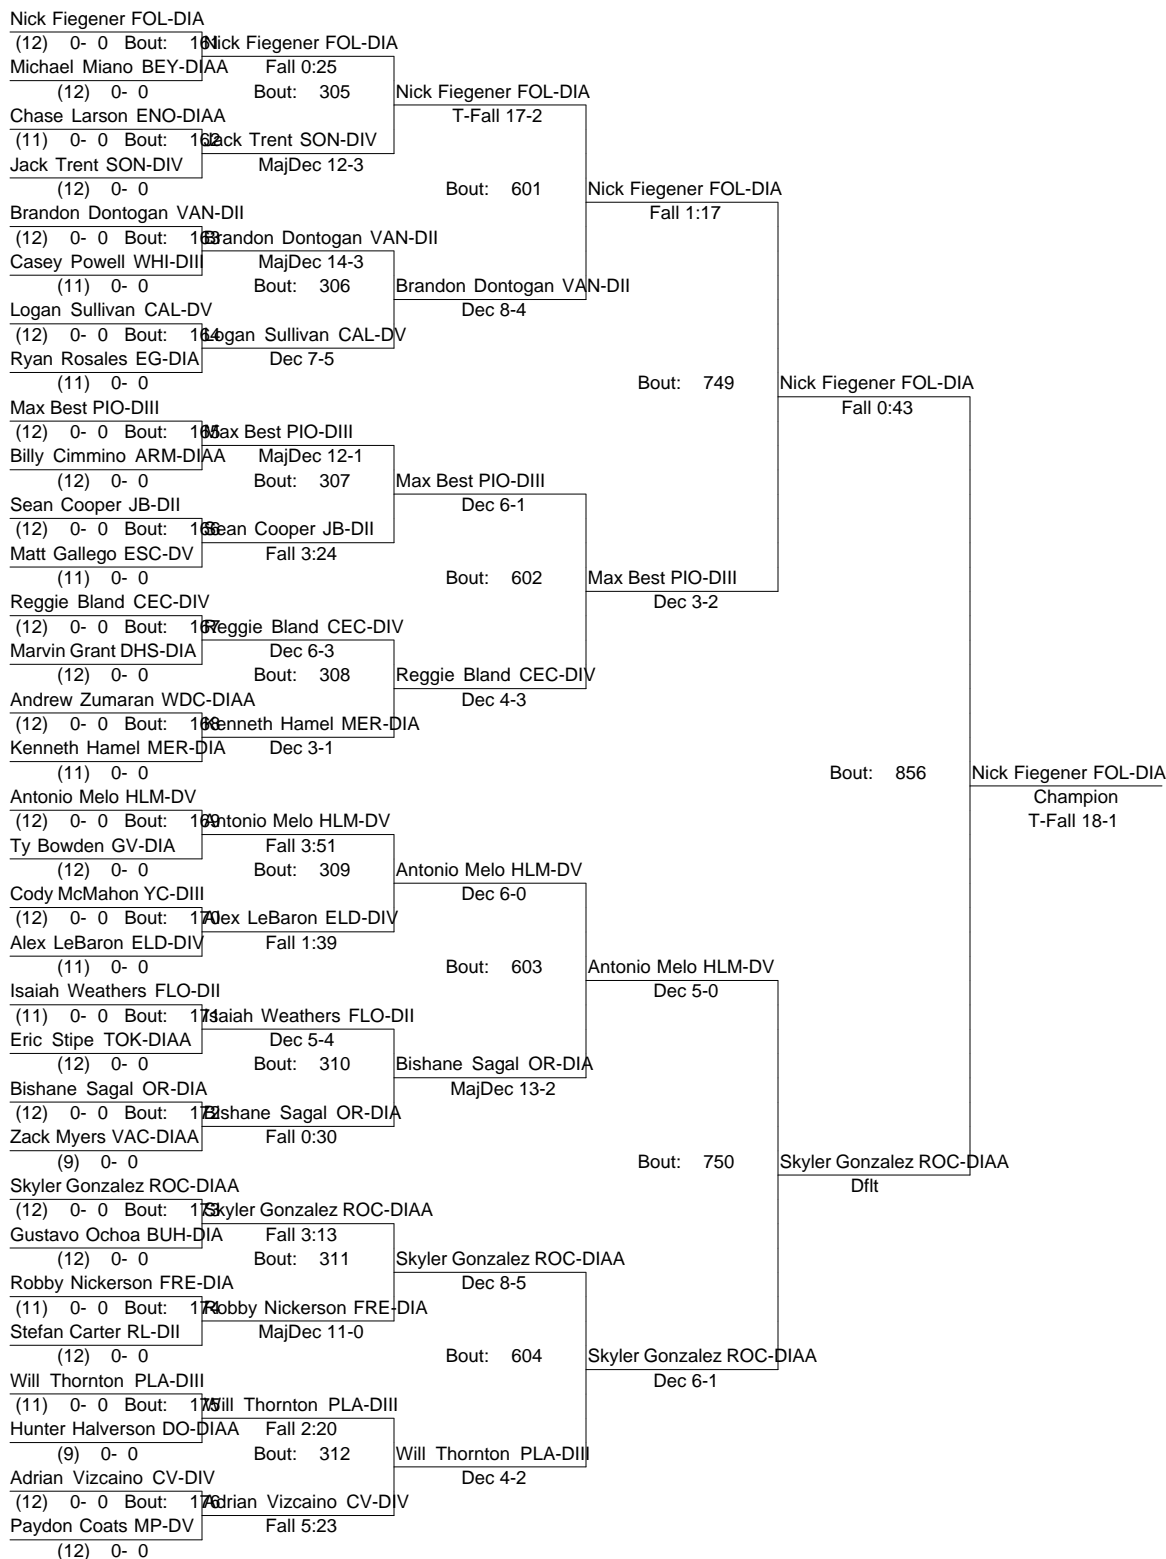 Nick Fiegener FOL-DIA
(12) 0- 0 Bout: 161 Nick Fiegener FOL-DIA
Michael Miano BEY-DIAA Fall 0:25
(12) 0- 0 Bout: 305 Nick Fiegener FOL-DIA
Chase Larson ENO-DIAA T-Fall 17-2
(11) 0- 0 Bout: 162 Jack Trent SON-DIV
Jack Trent SON-DIV MajDec 12-3
(12) 0- 0 Bout: 601 Nick Fiegener FOL-DIA
Brandon Dontogan VAN-DII Fall 1:17
(12) 0- 0 Bout: 163 Brandon Dontogan VAN-DII
Casey Powell WHI-DIII MajDec 14-3
(11) 0- 0 Bout: 306 Brandon Dontogan VAN-DII
Logan Sullivan CAL-DV Dec 8-4
(12) 0- 0 Bout: 164 Logan Sullivan CAL-DV
Ryan Rosales EG-DIA Dec 7-5
(11) 0- 0 Bout: 749 Nick Fiegener FOL-DIA
Max Best PIO-DIII Fall 0:43
(12) 0- 0 Bout: 165 Max Best PIO-DIII
Billy Cimmino ARM-DIAA MajDec 12-1
(12) 0- 0 Bout: 307 Max Best PIO-DIII
Sean Cooper JB-DII Dec 6-1
(12) 0- 0 Bout: 166 Sean Cooper JB-DII
Matt Gallego ESC-DV Fall 3:24
(11) 0- 0 Bout: 602 Max Best PIO-DIII
Reggie Bland CEC-DIV Dec 3-2
(12) 0- 0 Bout: 167 Reggie Bland CEC-DIV
Marvin Grant DHS-DIA Dec 6-3
(12) 0- 0 Bout: 308 Reggie Bland CEC-DIV
Andrew Zumaran WDC-DIAA Dec 4-3
(12) 0- 0 Bout: 168 Kenneth Hamel MER-DIA
Kenneth Hamel MER-DIA Dec 3-1
(11) 0- 0 Bout: 856 Nick Fiegener FOL-DIA
Antonio Melo HLM-DV Champion
(12) 0- 0 Bout: 169 Antonio Melo HLM-DV T-Fall 18-1
Ty Bowden GV-DIA Fall 3:51
(12) 0- 0 Bout: 309 Antonio Melo HLM-DV
Cody McMahon YC-DIII Dec 6-0
(12) 0- 0 Bout: 170 Alex LeBaron ELD-DIV
Alex LeBaron ELD-DIV Fall 1:39
(11) 0- 0 Bout: 603 Antonio Melo HLM-DV
Isaiah Weathers FLO-DII Dec 5-0
(11) 0- 0 Bout: 171 Isaiah Weathers FLO-DII
Eric Stipe TOK-DIAA Dec 5-4
(12) 0- 0 Bout: 310 Bishane Sagal OR-DIA
Bishane Sagal OR-DIA MajDec 13-2
(12) 0- 0 Bout: 172 Bishane Sagal OR-DIA
Zack Myers VAC-DIAA Fall 0:30
(9) 0- 0 Bout: 750 Skyler Gonzalez ROC-DIAA
Skyler Gonzalez ROC-DIAA Dflt
(12) 0- 0 Bout: 173 Skyler Gonzalez ROC-DIAA
Gustavo Ochoa BUH-DIA Fall 3:13
(12) 0- 0 Bout: 311 Skyler Gonzalez ROC-DIAA
Robby Nickerson FRE-DIA Dec 8-5
(11) 0- 0 Bout: 174 Robby Nickerson FRE-DIA
Stefan Carter RL-DII MajDec 11-0
(12) 0- 0 Bout: 604 Skyler Gonzalez ROC-DIAA
Will Thornton PLA-DIII Dec 6-1
(11) 0- 0 Bout: 175 Will Thornton PLA-DIII
Hunter Halverson DO-DIAA Fall 2:20
(9) 0- 0 Bout: 312 Will Thornton PLA-DIII
Adrian Vizcaino CV-DIV Dec 4-2
(12) 0- 0 Bout: 176 Adrian Vizcaino CV-DIV
Paydon Coats MP-DV Fall 5:23
(12) 0- 0